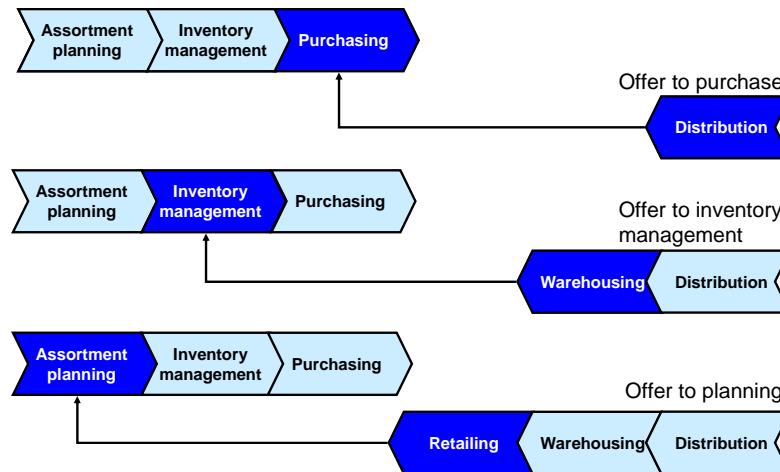 Assortment
planning
Inventory
management
Purchasing
Offer to purchase
Distribution
Assortment
planning
Inventory
management
Purchasing
Offer to inventory
management
Warehousing
Distribution
Assortment
planning
Inventory
management
Purchasing
Offer to planning
Retailing
Warehousing
Distribution